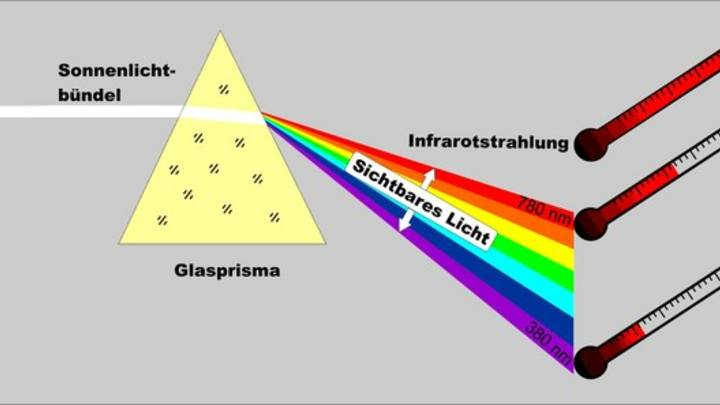 Sonnenlicht-
bündel
Infrarotstrahlung
Sichtbares Licht
780 nm
380 nm
Glasprisma